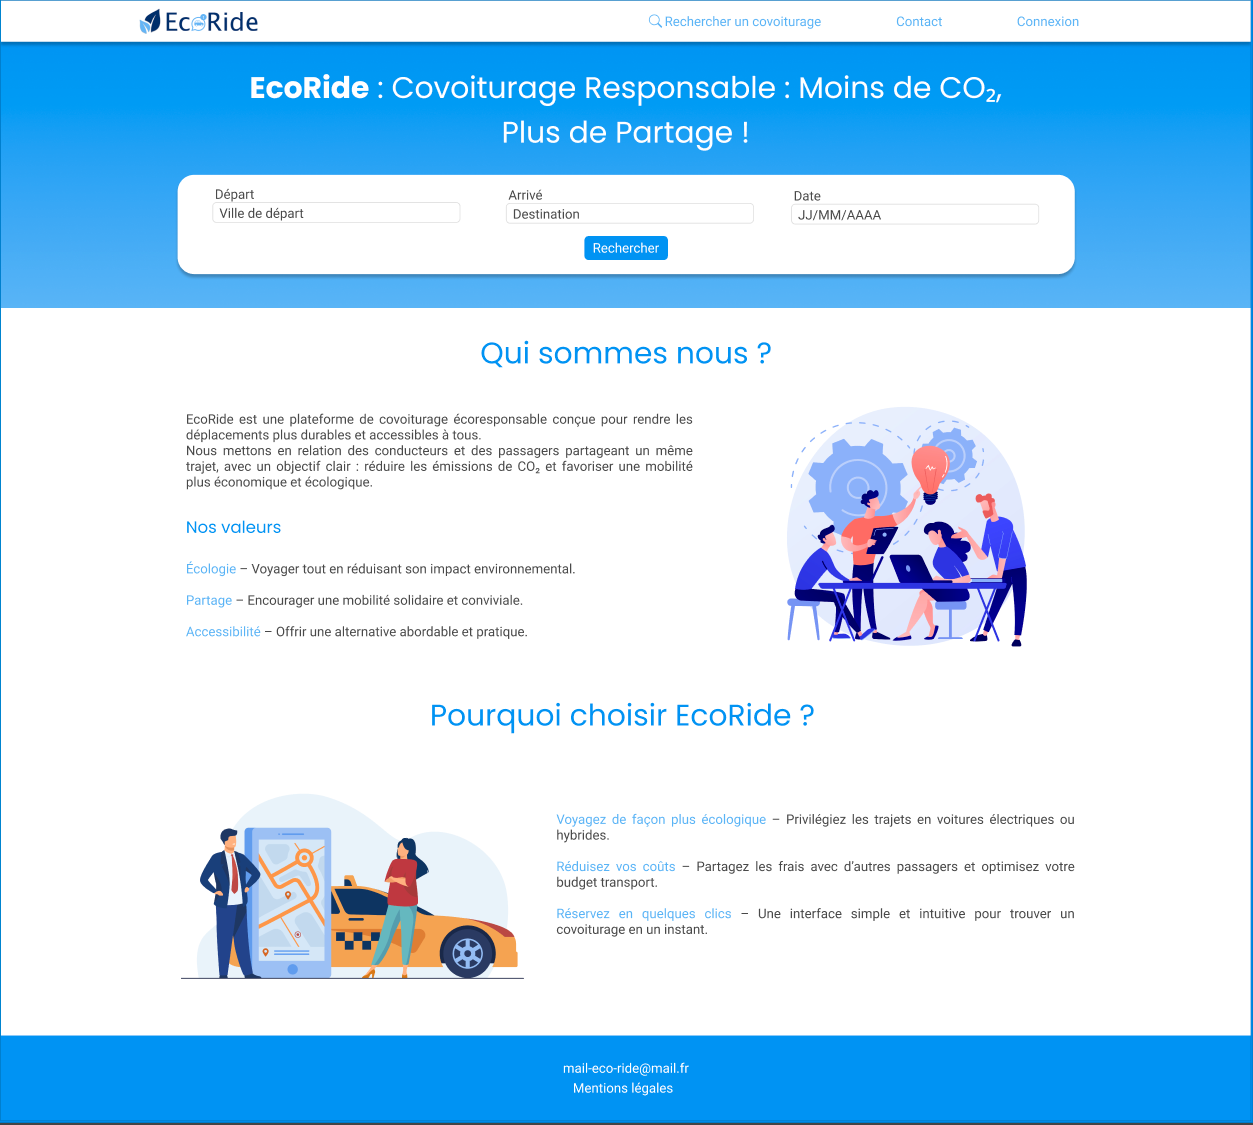 EcoRide
Rechercher un covoiturage
Contact
Connexion
EcoRide : Covoiturage Responsable : Moins de CO₂,
Plus de Partage !
Départ
Arrivé
Date
Ville de départ
Destination
JJ/MM/AAAA
Rechercher
Qui sommes nous ?
EcoRide est une plateforme de covoiturage écoresponsable conçue pour rendre les
déplacements plus durables et accessibles à tous.
Nous mettons en relation des conducteurs et des passagers partageant un même
trajet, avec un objectif clair : réduire les émissions de CO₂ et favoriser une mobilité
plus économique et écologique.
Nos valeurs
Écologie – Voyager tout en réduisant son impact environnemental.
Partage – Encourager une mobilité solidaire et conviviale.
Accessibilité – Offrir une alternative abordable et pratique.
Pourquoi choisir EcoRide ?
Voyagez de façon plus écologique – Privilégiez les trajets en voitures électriques ou
hybrides.
Réduisez vos coûts – Partagez les frais avec d'autres passagers et optimisez votre
budget transport.
Réservez en quelques clics – Une interface simple et intuitive pour trouver un
covoiturage en un instant.
mail-eco-ride@mail.fr
Mentions légales